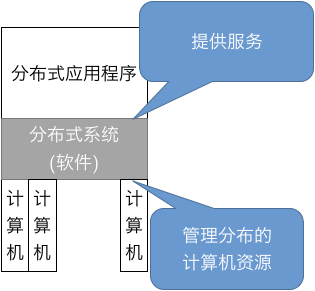 提供服务
分布式应用程序
分布式系统
(软件)
计算机
计算机
计算机
管理分布的
计算机资源